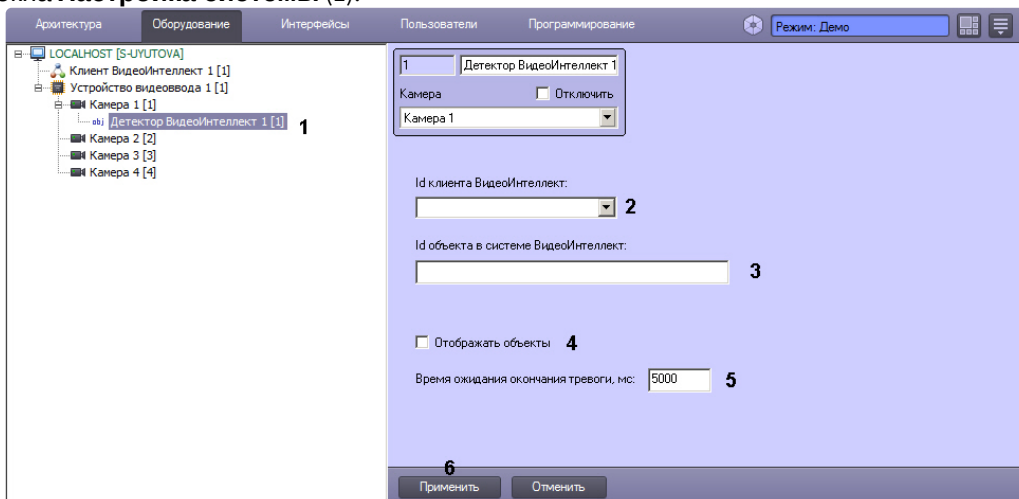 окна Настройка системы (2).
Архитектура Оборудование Интерфейсы Пользователи Программирование Режим: Демо
LOCALHOST [S-UYUTOVA]
Клиент ВидеоИнтеллект 1 [1]
Устройство видеоввода 1 [1]
Камера 1 [1]
obj Детектор ВидеоИнтеллект 1 [1] 1
Камера 2 [2]
Камера 3 [3]
Камера 4 [4]
1 Детектор ВидеоИнтеллект 1
Камера Отключить
Камера 1
Id клиента ВидеоИнтеллект:
2
Id объекта в системе ВидеоИнтеллект:
3
Отображать объекты 4
Время ожидания окончания тревоги, мс: 5000 5
6
Применить Отменить